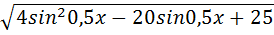 √(4sin²0,5x − 20sin0,5x + 25)